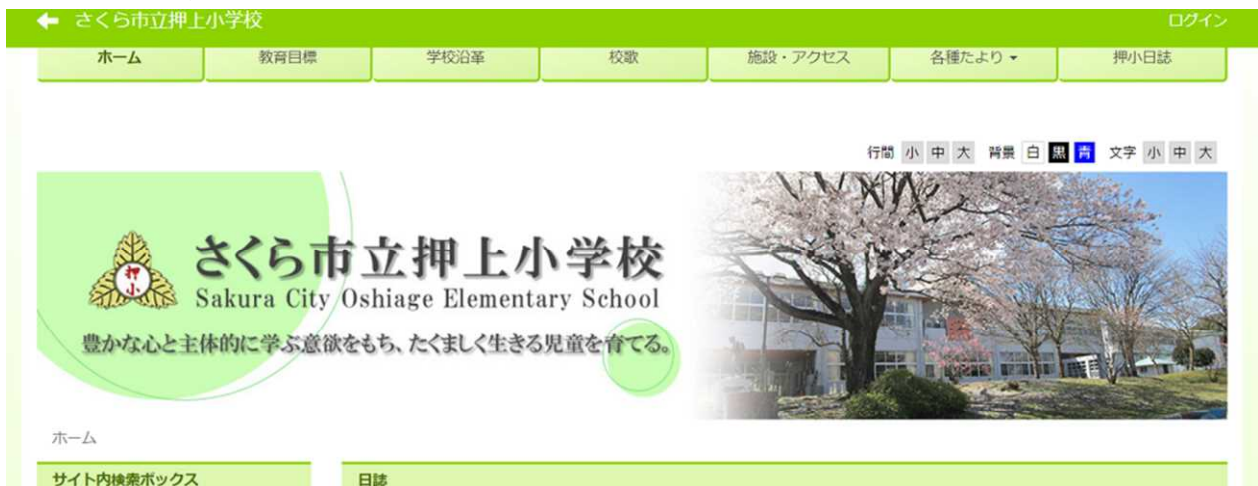 さくら市立押上小学校 ログイン
ホーム 教育目標 学校沿革 校歌 施設・アクセス 各種たより 押小日誌
行間 小 中 大 背景 白 黒 青 文字 小 中 大
押小
さくら市立押上小学校
Sakura City Oshiage Elementary School
豊かな心と主体的に学ぶ意欲をもち、たくましく生きる児童を育てる。
ホーム
サイト内検索ボックス 日誌